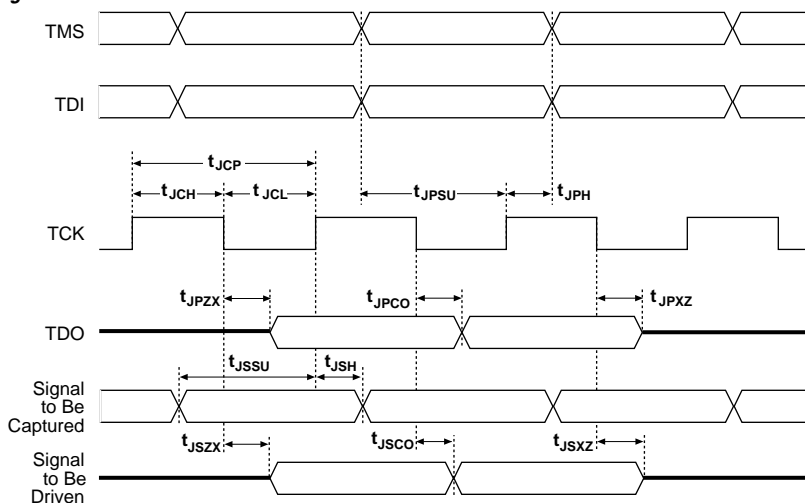 TMS
TDI
tJCP
tJCH
tJCL
tJPSU
tJPH
TCK
tJPZX
tJPCO
tJPXZ
TDO
tJSSU
tJSH
Signal
to Be
Captured
tJSZX
tJSCO
tJSXZ
Signal
to Be
Driven